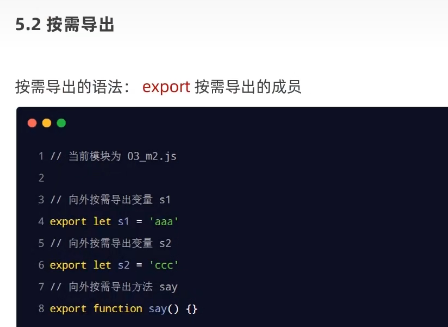 5.2 按需导出
按需导出的语法： export 按需导出的成员
1 // 当前模块为 03_m2.js
2
3 // 向外按需导出变量 s1
4 export let s1 = 'aaa'
5 // 向外按需导出变量 s2
6 export let s2 = 'ccc'
7 // 向外按需导出方法 say
8 export function say() {}